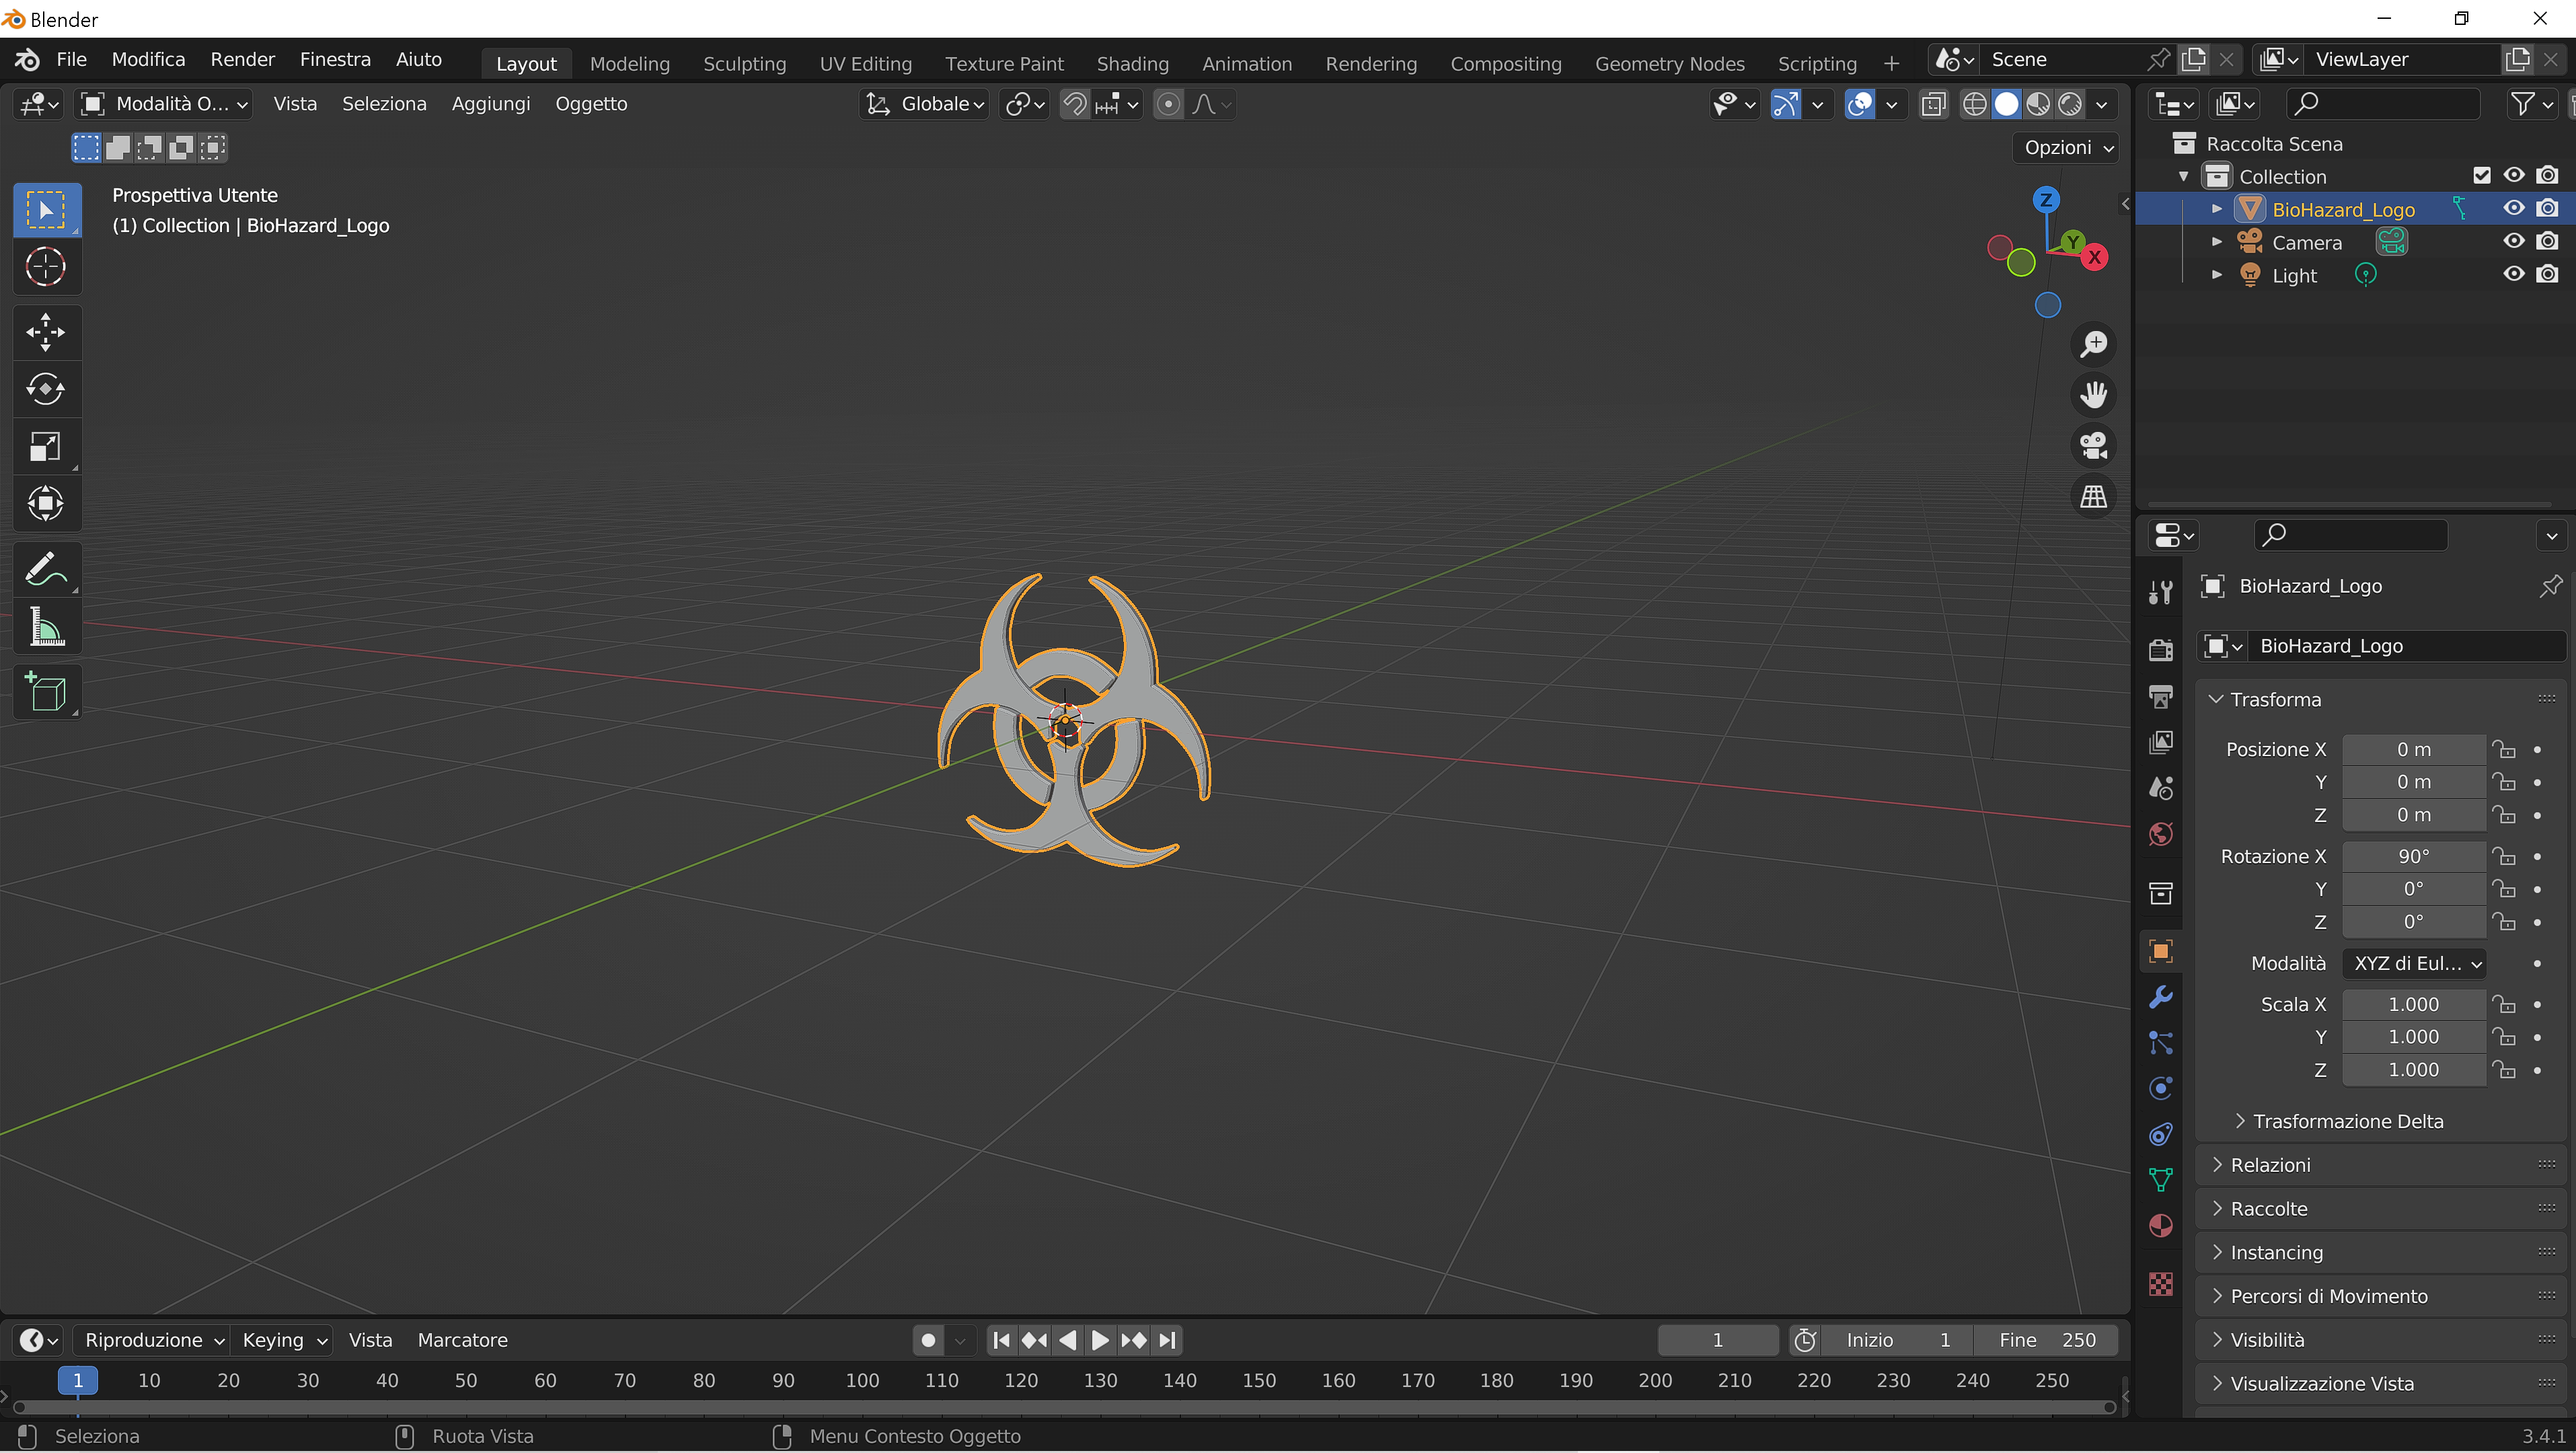 Blender
File Modifica Render Finestra Aiuto Layout Modeling Sculpting UV Editing Texture Paint Shading Animation Rendering Compositing Geometry Nodes Scripting + Scene ViewLayer
Modalità O... Vista Seleziona Aggiungi Oggetto Globale
Opzioni
Prospettiva Utente
(1) Collection | BioHazard_Logo
Z
Y
X
Raccolta Scena
Collection
BioHazard_Logo
Camera
Light
BioHazard_Logo
BioHazard_Logo
Trasforma
Posizione X 0 m
Y 0 m
Z 0 m
Rotazione X 90°
Y 0°
Z 0°
Modalità XYZ di Eul...
Scala X 1.000
Y 1.000
Z 1.000
Trasformazione Delta
Relazioni
Raccolte
Instancing
Percorsi di Movimento
Visibilità
Visualizzazione Vista
Riproduzione Keying Vista Marcatore 1 Inizio 1 Fine 250
1 10 20 30 40 50 60 70 80 90 100 110 120 130 140 150 160 170 180 190 200 210 220 230 240 250
Seleziona Ruota Vista Menu Contesto Oggetto 3.4.1